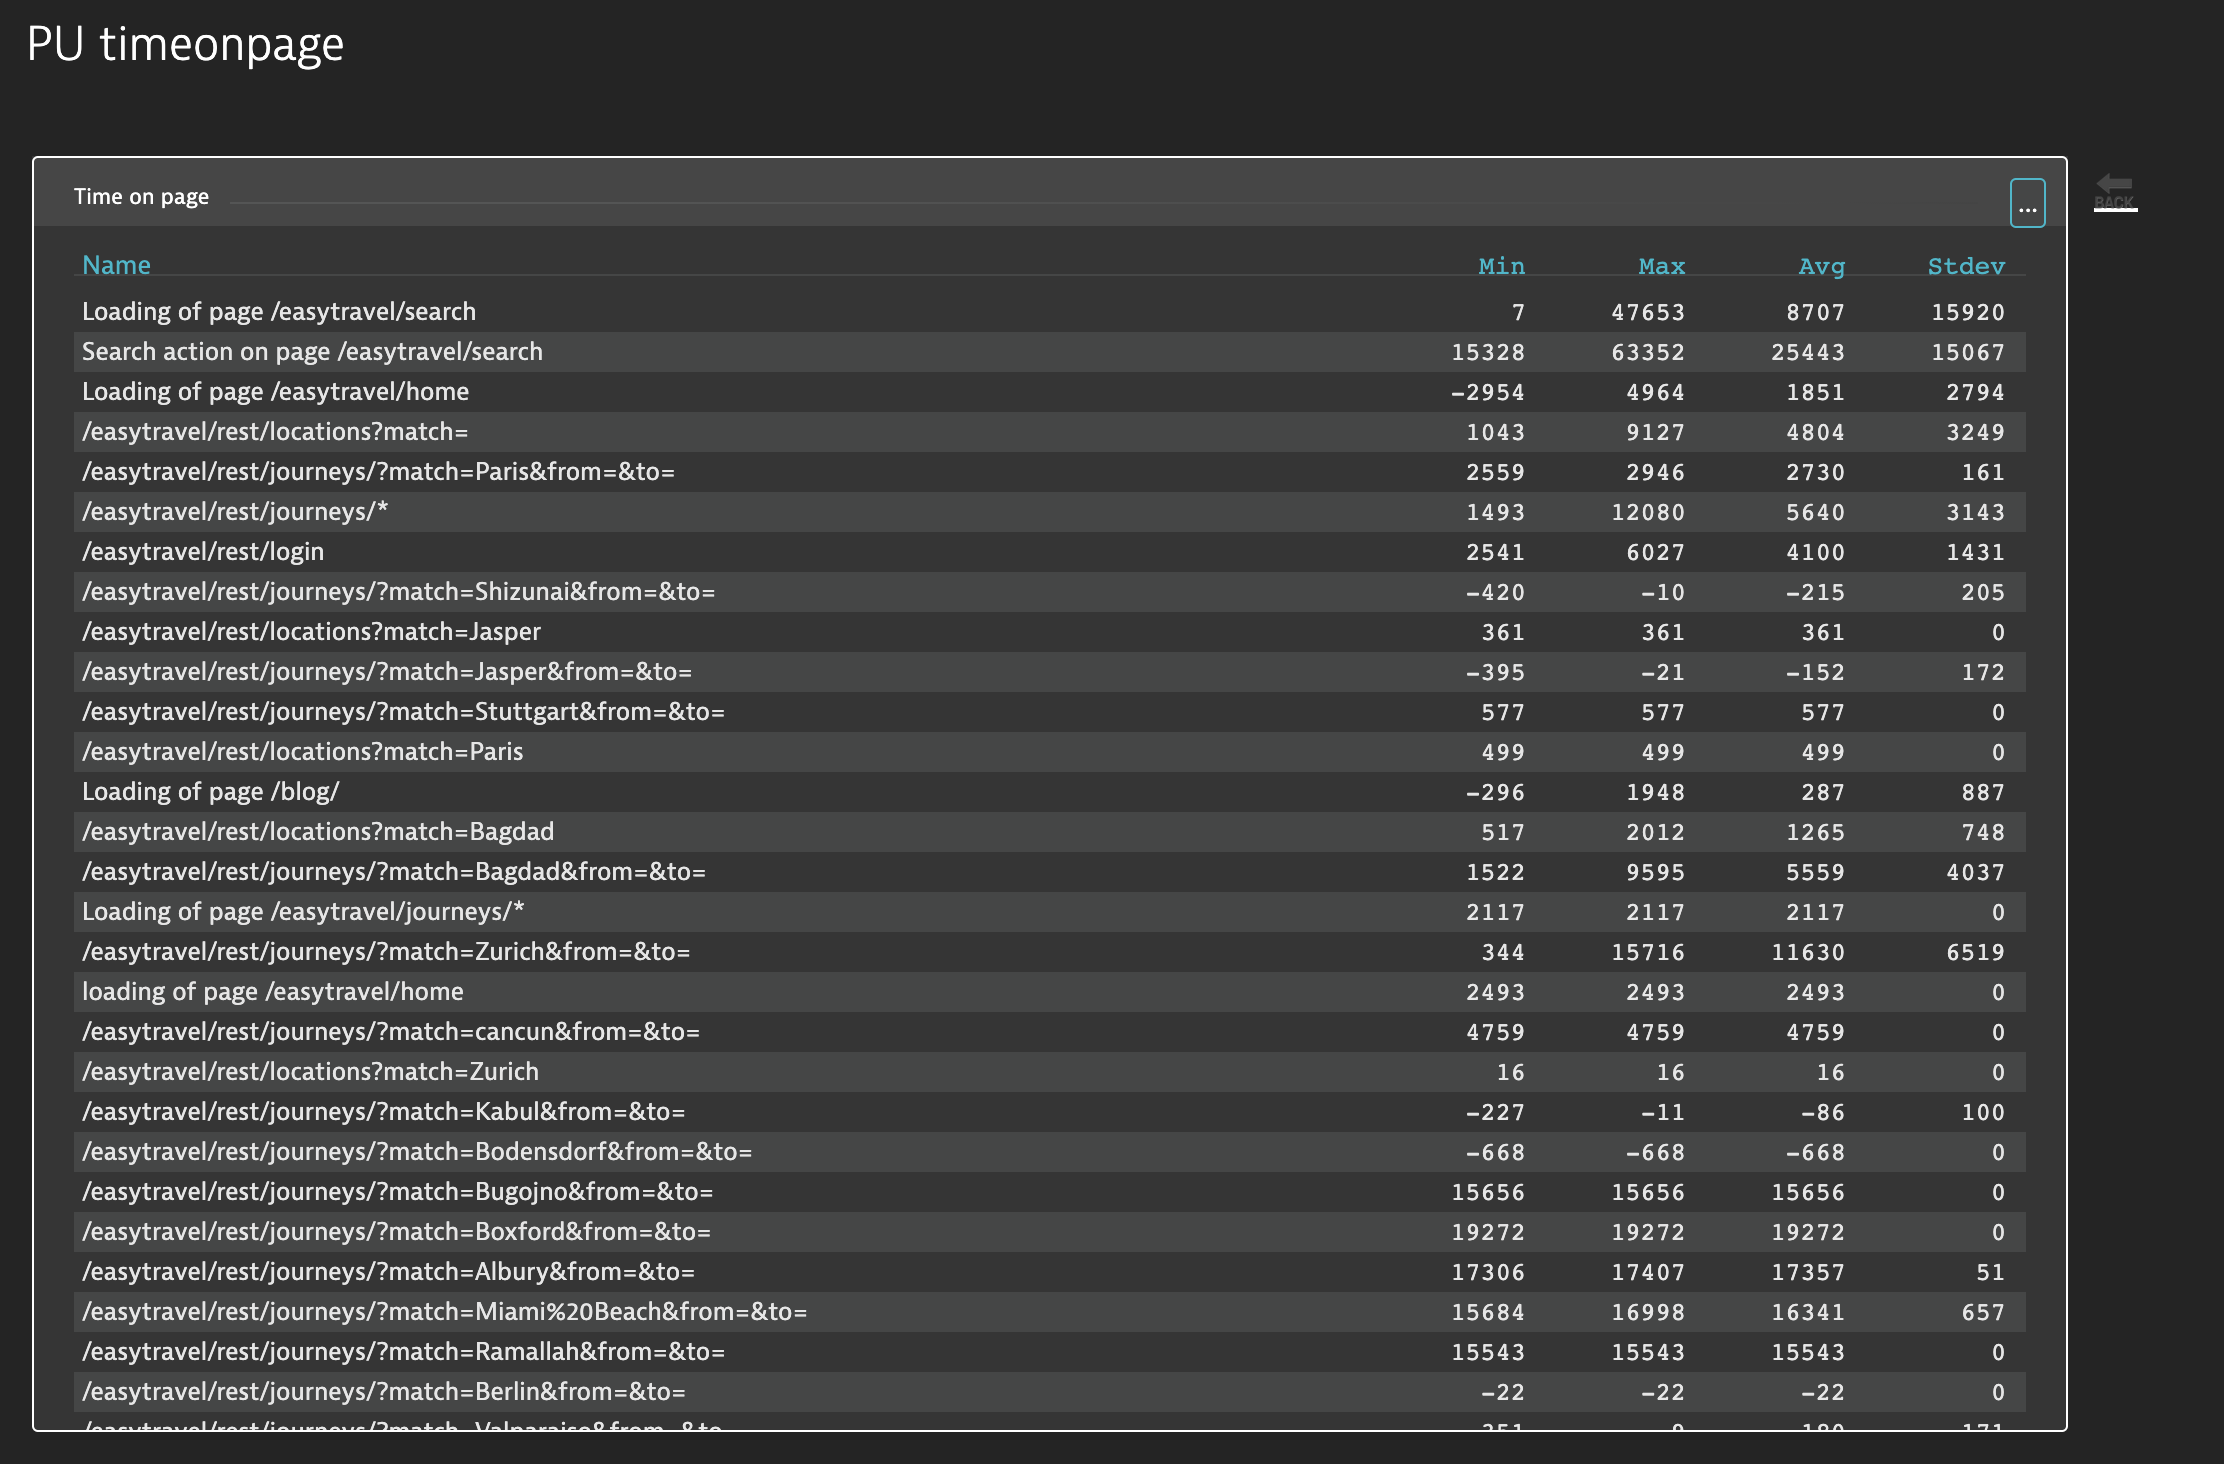 PU timeonpage
Time on page
...
BACK
Name Min Max Avg Stdev
Loading of page /easytravel/search 7 47653 8707 15920
Search action on page /easytravel/search 15328 63352 25443 15067
Loading of page /easytravel/home -2954 4964 1851 2794
/easytravel/rest/locations?match= 1043 9127 4804 3249
/easytravel/rest/journeys/?match=Paris&from=&to= 2559 2946 2730 161
/easytravel/rest/journeys/* 1493 12080 5640 3143
/easytravel/rest/login 2541 6027 4100 1431
/easytravel/rest/journeys/?match=Shizunai&from=&to= -420 -10 -215 205
/easytravel/rest/locations?match=Jasper 361 361 361 0
/easytravel/rest/journeys/?match=Jasper&from=&to= -395 -21 -152 172
/easytravel/rest/journeys/?match=Stuttgart&from=&to= 577 577 577 0
/easytravel/rest/locations?match=Paris 499 499 499 0
Loading of page /blog/ -296 1948 287 887
/easytravel/rest/locations?match=Bagdad 517 2012 1265 748
/easytravel/rest/journeys/?match=Bagdad&from=&to= 1522 9595 5559 4037
Loading of page /easytravel/journeys/* 2117 2117 2117 0
/easytravel/rest/journeys/?match=Zurich&from=&to= 344 15716 11630 6519
loading of page /easytravel/home 2493 2493 2493 0
/easytravel/rest/journeys/?match=cancun&from=&to= 4759 4759 4759 0
/easytravel/rest/locations?match=Zurich 16 16 16 0
/easytravel/rest/journeys/?match=Kabul&from=&to= -227 -11 -86 100
/easytravel/rest/journeys/?match=Bodensdorf&from=&to= -668 -668 -668 0
/easytravel/rest/journeys/?match=Bugojno&from=&to= 15656 15656 15656 0
/easytravel/rest/journeys/?match=Boxford&from=&to= 19272 19272 19272 0
/easytravel/rest/journeys/?match=Albury&from=&to= 17306 17407 17357 51
/easytravel/rest/journeys/?match=Miami%20Beach&from=&to= 15684 16998 16341 657
/easytravel/rest/journeys/?match=Ramallah&from=&to= 15543 15543 15543 0
/easytravel/rest/journeys/?match=Berlin&from=&to= -22 -22 -22 0